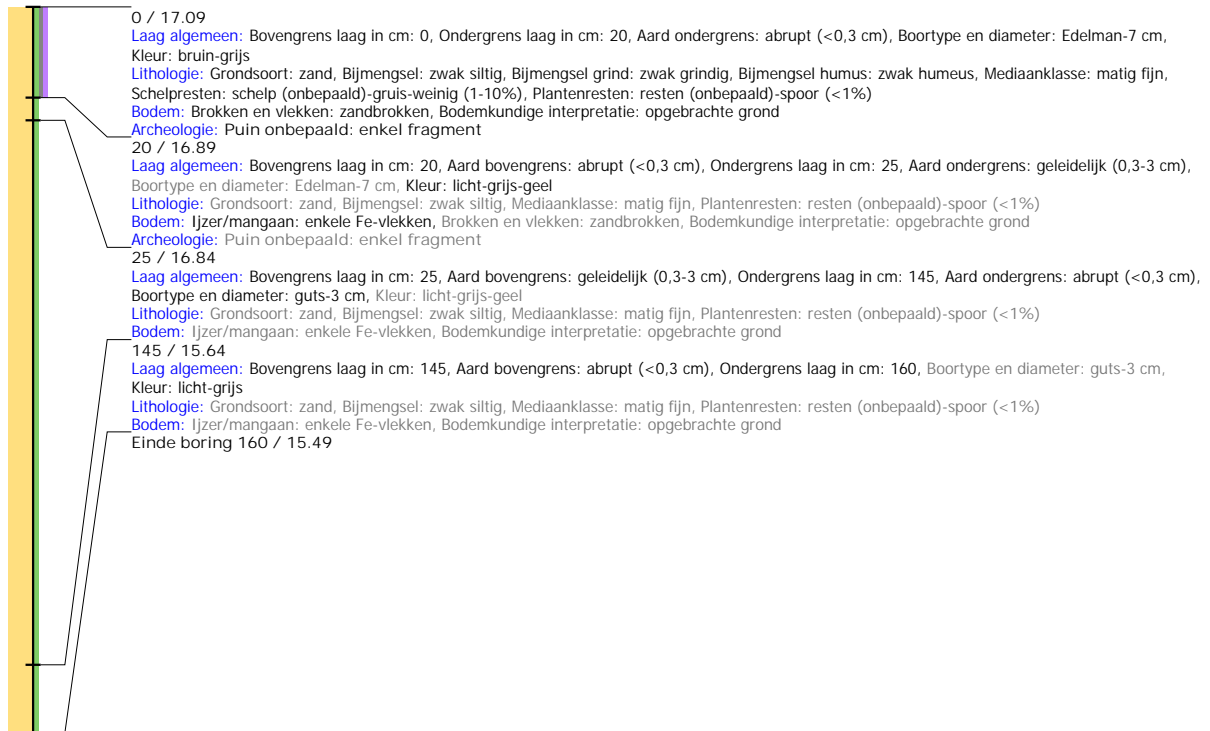 0 / 17.09
Laag algemeen: Bovengrens laag in cm: 0, Ondergrens laag in cm: 20, Aard ondergrens: abrupt (<0,3 cm), Boortype en diameter: Edelman-7 cm,
Kleur: bruin-grijs
Lithologie: Grondsoort: zand, Bijmengsel: zwak siltig, Bijmengsel grind: zwak grindig, Bijmengsel humus: zwak humeus, Mediaanklasse: matig fijn,
Schelpresten: schelp (onbepaald)-gruis-weinig (1-10%), Plantenresten: resten (onbepaald)-spoor (<1%)
Bodem: Brokken en vlekken: zandbrokken, Bodemkundige interpretatie: opgebrachte grond
Archeologie: Puin onbepaald: enkel fragment
20 / 16.89
Laag algemeen: Bovengrens laag in cm: 20, Aard bovengrens: abrupt (<0,3 cm), Ondergrens laag in cm: 25, Aard ondergrens: geleidelijk (0,3-3 cm),
Boortype en diameter: Edelman-7 cm, Kleur: licht-grijs-geel
Lithologie: Grondsoort: zand, Bijmengsel: zwak siltig, Mediaanklasse: matig fijn, Plantenresten: resten (onbepaald)-spoor (<1%)
Bodem: Ijzer/mangaan: enkele Fe-vlekken, Brokken en vlekken: zandbrokken, Bodemkundige interpretatie: opgebrachte grond
Archeologie: Puin onbepaald: enkel fragment
25 / 16.84
Laag algemeen: Bovengrens laag in cm: 25, Aard bovengrens: geleidelijk (0,3-3 cm), Ondergrens laag in cm: 145, Aard ondergrens: abrupt (<0,3 cm),
Boortype en diameter: guts-3 cm, Kleur: licht-grijs-geel
Lithologie: Grondsoort: zand, Bijmengsel: zwak siltig, Mediaanklasse: matig fijn, Plantenresten: resten (onbepaald)-spoor (<1%)
Bodem: Ijzer/mangaan: enkele Fe-vlekken, Bodemkundige interpretatie: opgebrachte grond
145 / 15.64
Laag algemeen: Bovengrens laag in cm: 145, Aard bovengrens: abrupt (<0,3 cm), Ondergrens laag in cm: 160, Boortype en diameter: guts-3 cm,
Kleur: licht-grijs
Lithologie: Grondsoort: zand, Bijmengsel: zwak siltig, Mediaanklasse: matig fijn, Plantenresten: resten (onbepaald)-spoor (<1%)
Bodem: Ijzer/mangaan: enkele Fe-vlekken, Bodemkundige interpretatie: opgebrachte grond
Einde boring 160 / 15.49